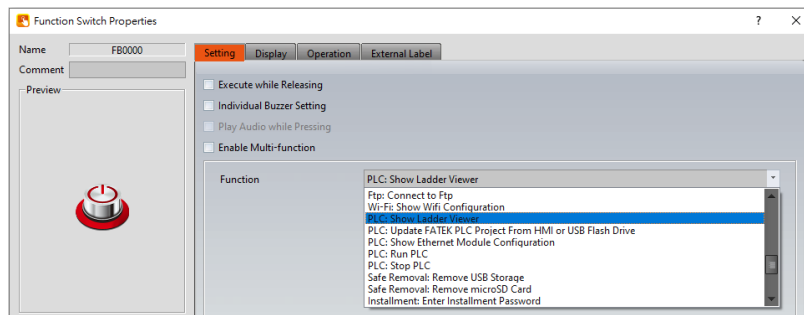 Function Switch Properties
?
Name
FB0000
Comment
Preview
Setting
Display
Operation
External Label
Execute while Releasing
Individual Buzzer Setting
Play Audio while Pressing
Enable Multi-function
Function
PLC: Show Ladder Viewer
Ftp: Connect to Ftp
Wi-Fi: Show Wifi Configuration
PLC: Show Ladder Viewer
PLC: Update FATEK PLC Project From HMI or USB Flash Drive
PLC: Show Ethernet Module Configuration
PLC: Run PLC
PLC: Stop PLC
Safe Removal: Remove USB Storage
Safe Removal: Remove microSD Card
Installment: Enter Installment Password